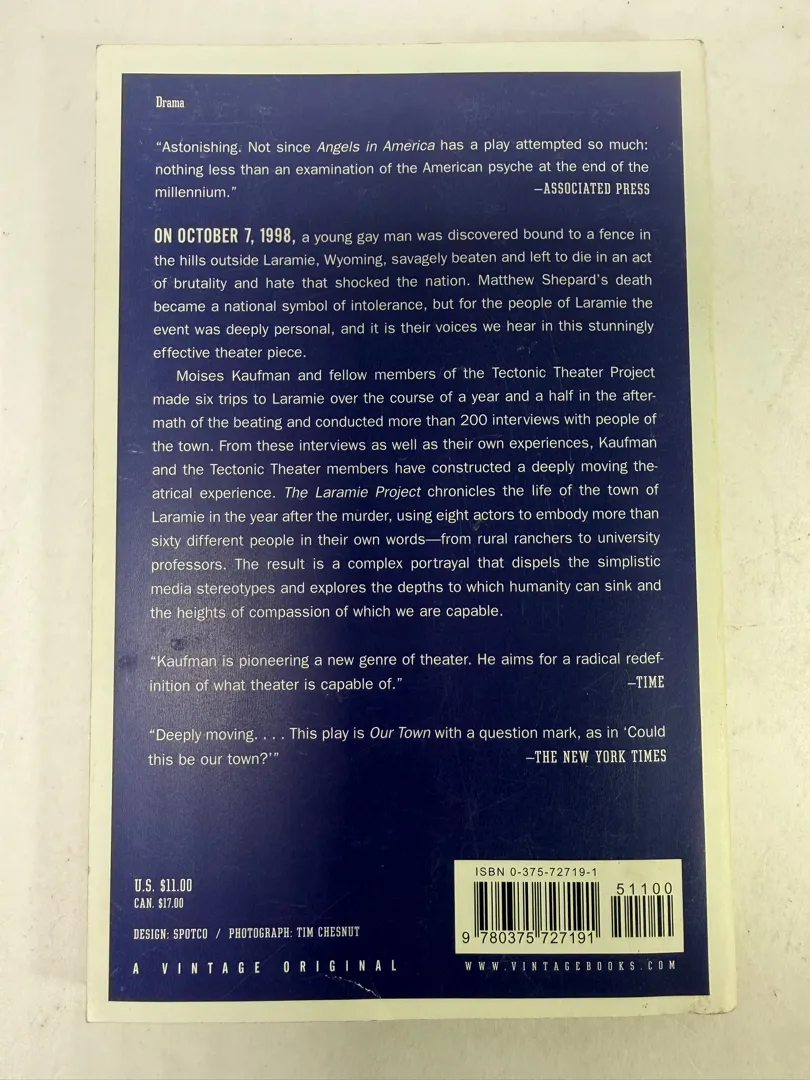 Drama
“Astonishing. Not since Angels in America has a play attempted so much:
nothing less than an examination of the American psyche at the end of the
millennium.” –ASSOCIATED PRESS
ON OCTOBER 7, 1998, a young gay man was discovered bound to a fence in
the hills outside Laramie, Wyoming, savagely beaten and left to die in an act
of brutality and hate that shocked the nation. Matthew Shepard's death
became a national symbol of intolerance, but for the people of Laramie the
event was deeply personal, and it is their voices we hear in this stunningly
effective theater piece.
Moises Kaufman and fellow members of the Tectonic Theater Project
made six trips to Laramie over the course of a year and a half in the after-
math of the beating and conducted more than 200 interviews with people of
the town. From these interviews as well as their own experiences, Kaufman
and the Tectonic Theater members have constructed a deeply moving the-
atrical experience. The Laramie Project chronicles the life of the town of
Laramie in the year after the murder, using eight actors to embody more than
sixty different people in their own words—from rural ranchers to university
professors. The result is a complex portrayal that dispels the simplistic
media stereotypes and explores the depths to which humanity can sink and
the heights of compassion of which we are capable.
“Kaufman is pioneering a new genre of theater. He aims for a radical redef-
inition of what theater is capable of.” –TIME
“Deeply moving. . . . This play is Our Town with a question mark, as in ‘Could
this be our town?’” –THE NEW YORK TIMES
U.S. $11.00
CAN. $17.00
DESIGN: SPOTCO / PHOTOGRAPH: TIM CHESNUT
A VINTAGE ORIGINAL
ISBN 0-375-72719-1
51100
9 780375 727191
WWW.VINTAGEBOOKS.COM